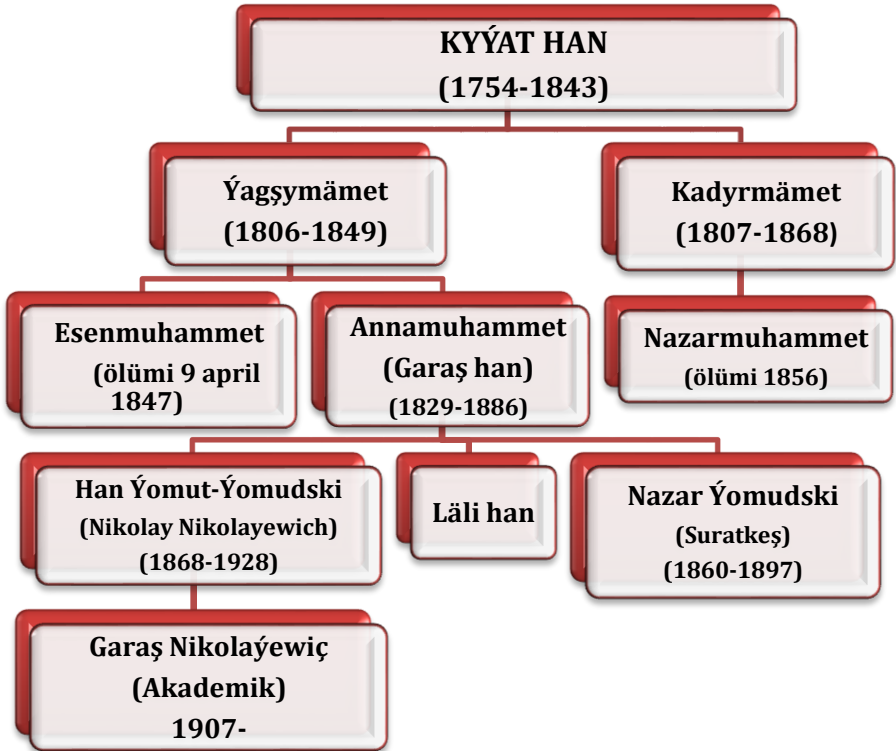 KYÝAT HAN
(1754-1843)
Ýagşymämet
(1806-1849)
Kadyrmämet
(1807-1868)
Esenmuhammet
(ölümi 9 april
1847)
Annamuhammet
(Garaş han)
(1829-1886)
Nazarmuhammet
(ölümi 1856)
Han Ýomut-Ýomudski
(Nikolay Nikolayewich)
(1868-1928)
Läli han
Nazar Ýomudski
(Suratkeş)
(1860-1897)
Garaş Nikolaýewiç
(Akademik)
1907-